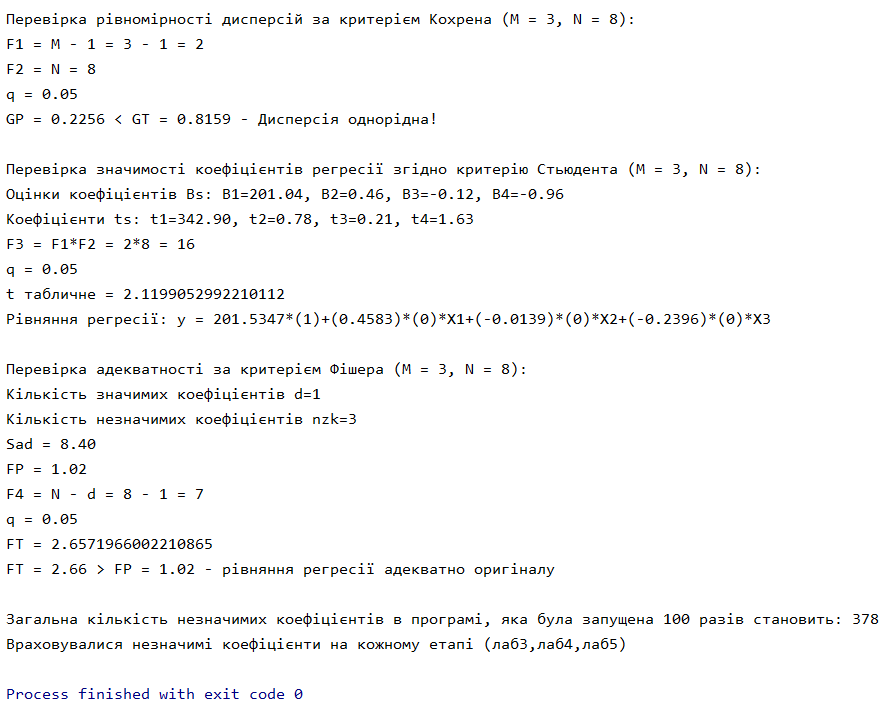 Перевірка рівномірності дисперсій за критерієм Кохрена (M = 3, N = 8):
F1 = M - 1 = 3 - 1 = 2
F2 = N = 8
q = 0.05
GP = 0.2256 < GT = 0.8159 - Дисперсія однорідна!
Перевірка значимості коефіцієнтів регресії згідно критерію Стьюдента (M = 3, N = 8):
Оцінки коефіцієнтів Bs: B1=201.04, B2=0.46, B3=-0.12, B4=-0.96
Коефіцієнти ts: t1=342.90, t2=0.78, t3=0.21, t4=1.63
F3 = F1*F2 = 2*8 = 16
q = 0.05
t табличне = 2.1199052992210112
Рівняння регресії: y = 201.5347*(1)+(0.4583)*(0)*X1+(-0.0139)*(0)*X2+(-0.2396)*(0)*X3
Перевірка адекватності за критерієм Фішера (M = 3, N = 8):
Кількість значимих коефіцієнтів d=1
Кількість незначимих коефіцієнтів nzk=3
Sad = 8.40
FP = 1.02
F4 = N - d = 8 - 1 = 7
q = 0.05
FT = 2.6571966002210865
FT = 2.66 > FP = 1.02 - рівняння регресії адекватно оригіналу
Загальна кількість незначимих коефіцієнтів в програмі, яка була запущена 100 разів становить: 378
Враховувалися незначимі коефіцієнти на кожному етапі (лаб3,лаб4,лаб5)
Process finished with exit code 0